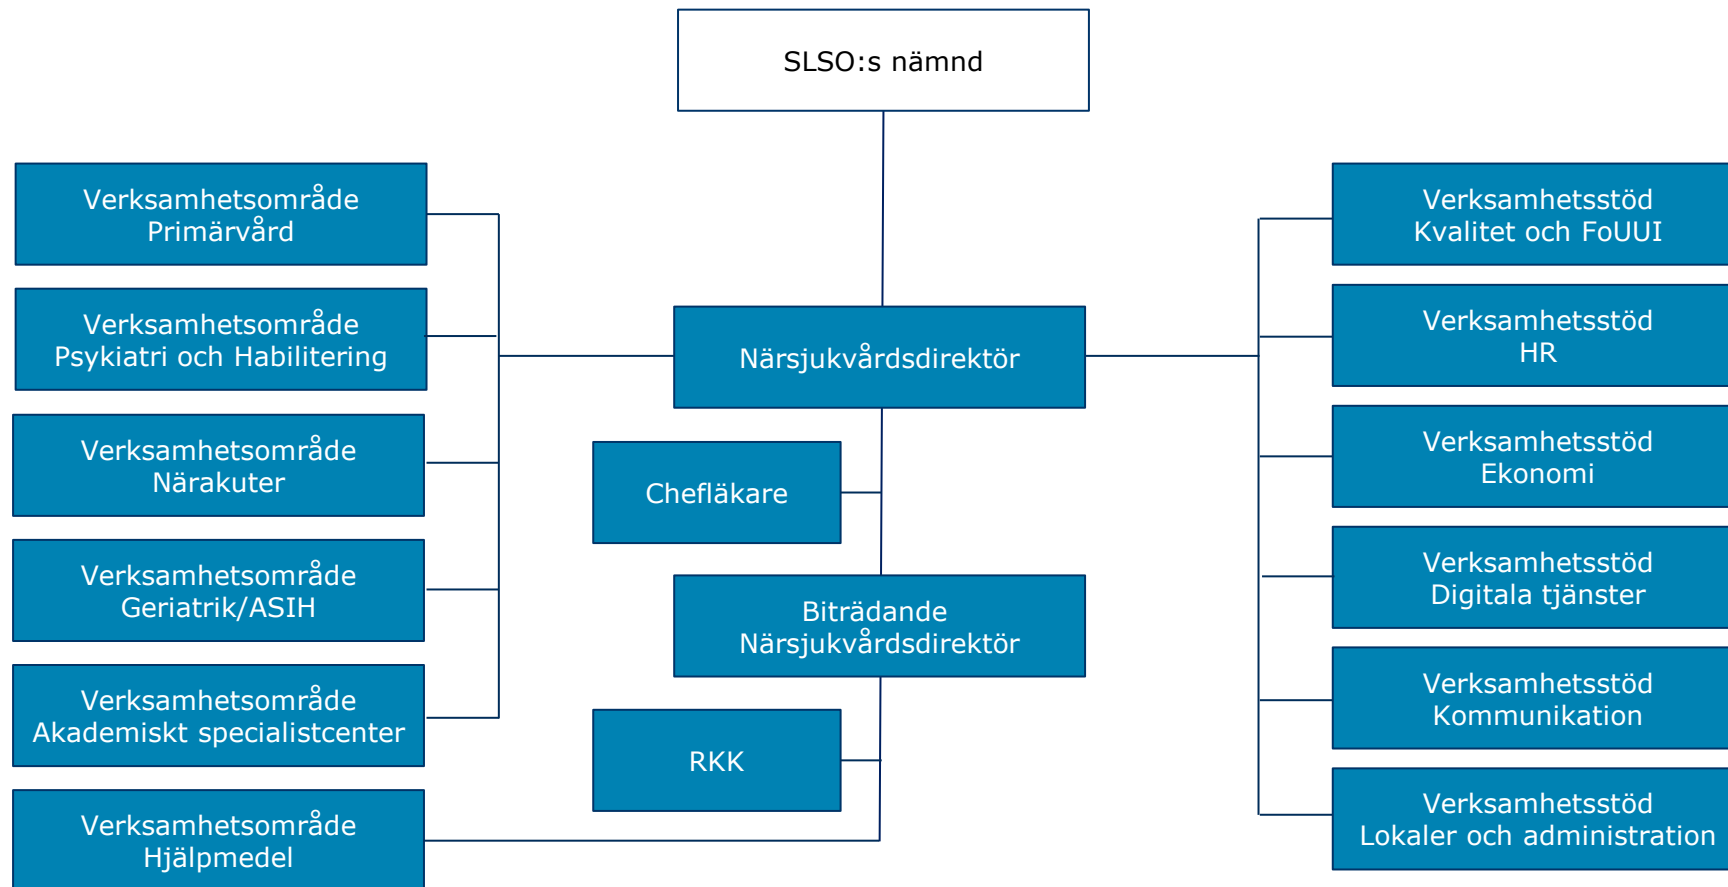 SLSO:s nämnd
Verksamhetsområde
Primärvård
Verksamhetsområde
Psykiatri och Habilitering
Verksamhetsområde
Närakuter
Verksamhetsområde
Geriatrik/ASIH
Verksamhetsområde
Akademiskt specialistcenter
Verksamhetsområde
Hjälpmedel
Närsjukvårdsdirektör
Chefläkare
Biträdande
Närsjukvårdsdirektör
RKK
Verksamhetsstöd
Kvalitet och FoUUI
Verksamhetsstöd
HR
Verksamhetsstöd
Ekonomi
Verksamhetsstöd
Digitala tjänster
Verksamhetsstöd
Kommunikation
Verksamhetsstöd
Lokaler och administration